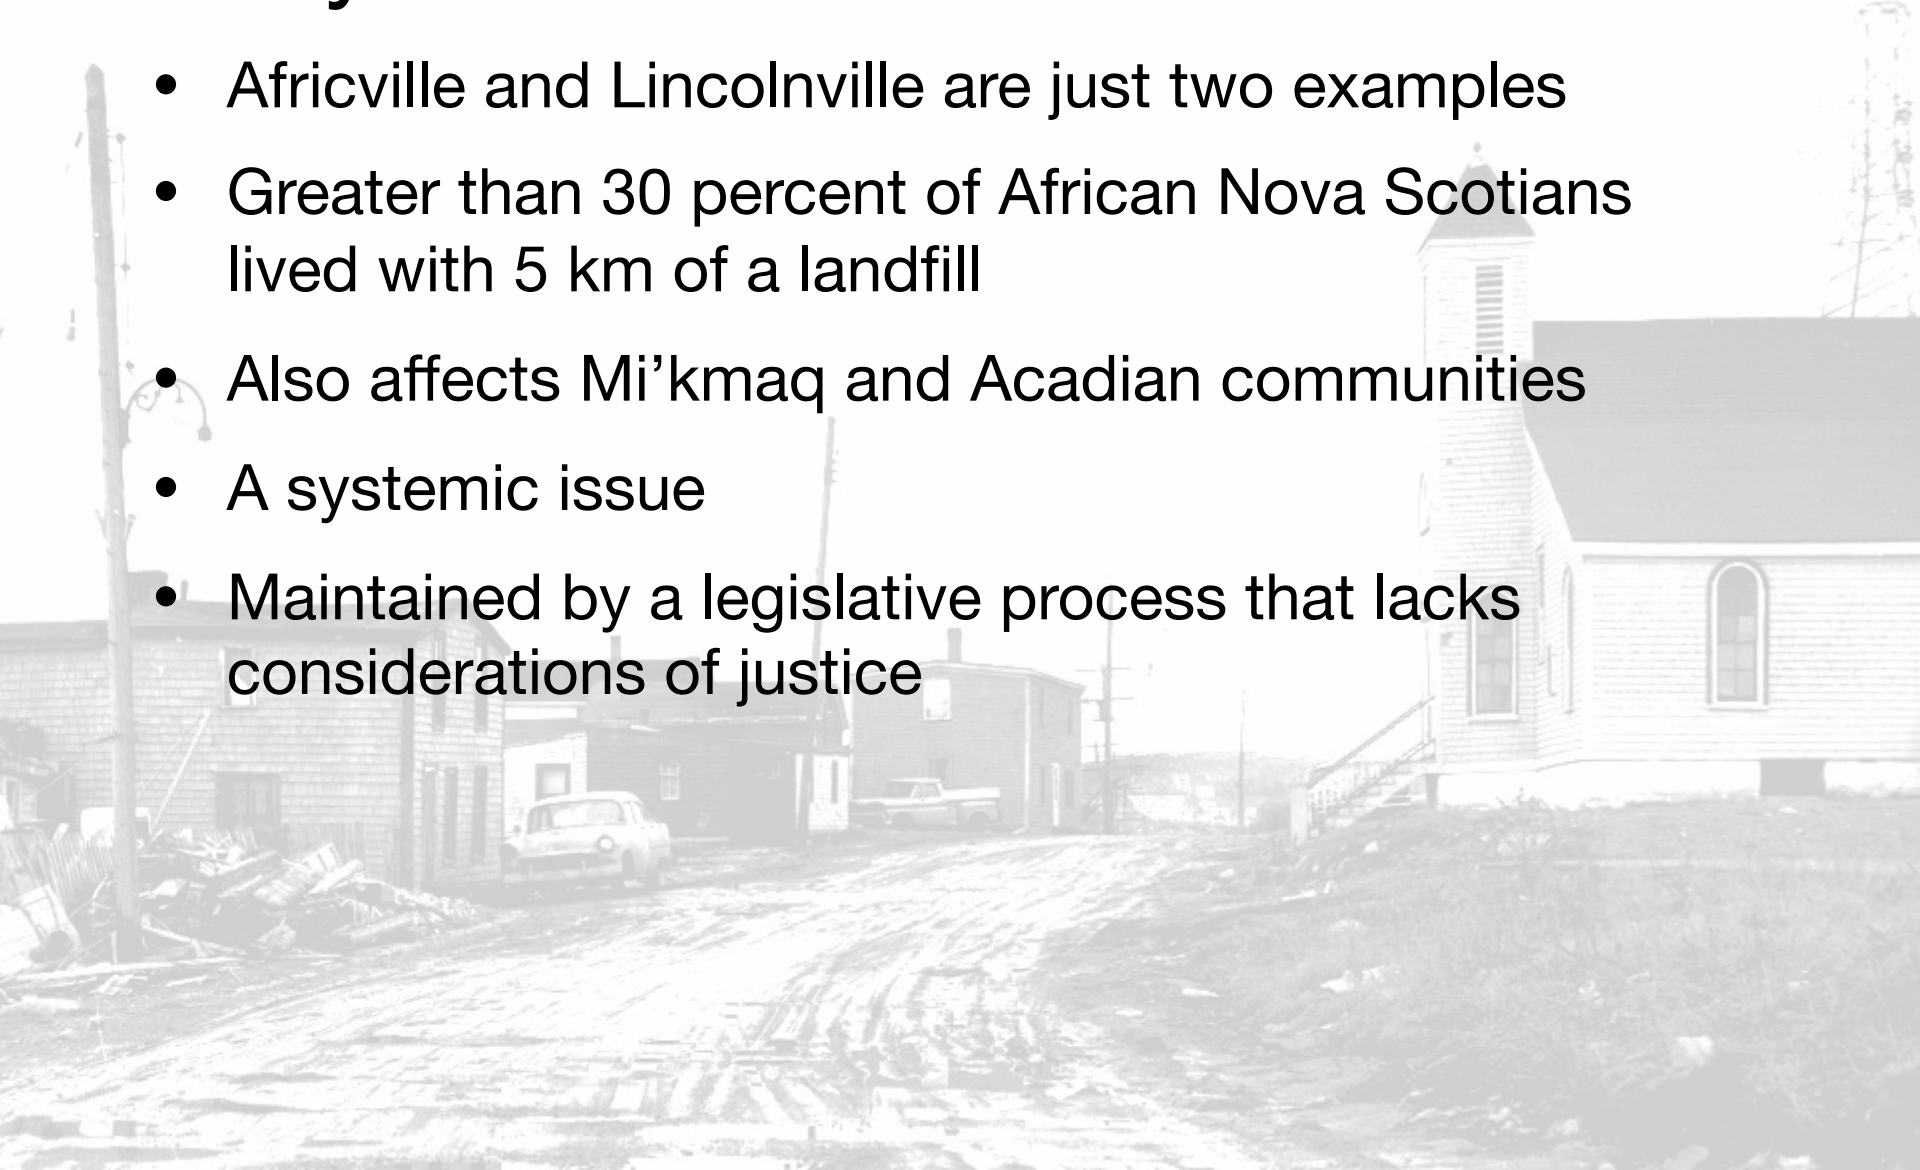 • Africville and Lincolnville are just two examples
• Greater than 30 percent of African Nova Scotians
lived with 5 km of a landfill
• Also affects Mi’kmaq and Acadian communities
• A systemic issue
• Maintained by a legislative process that lacks
considerations of justice